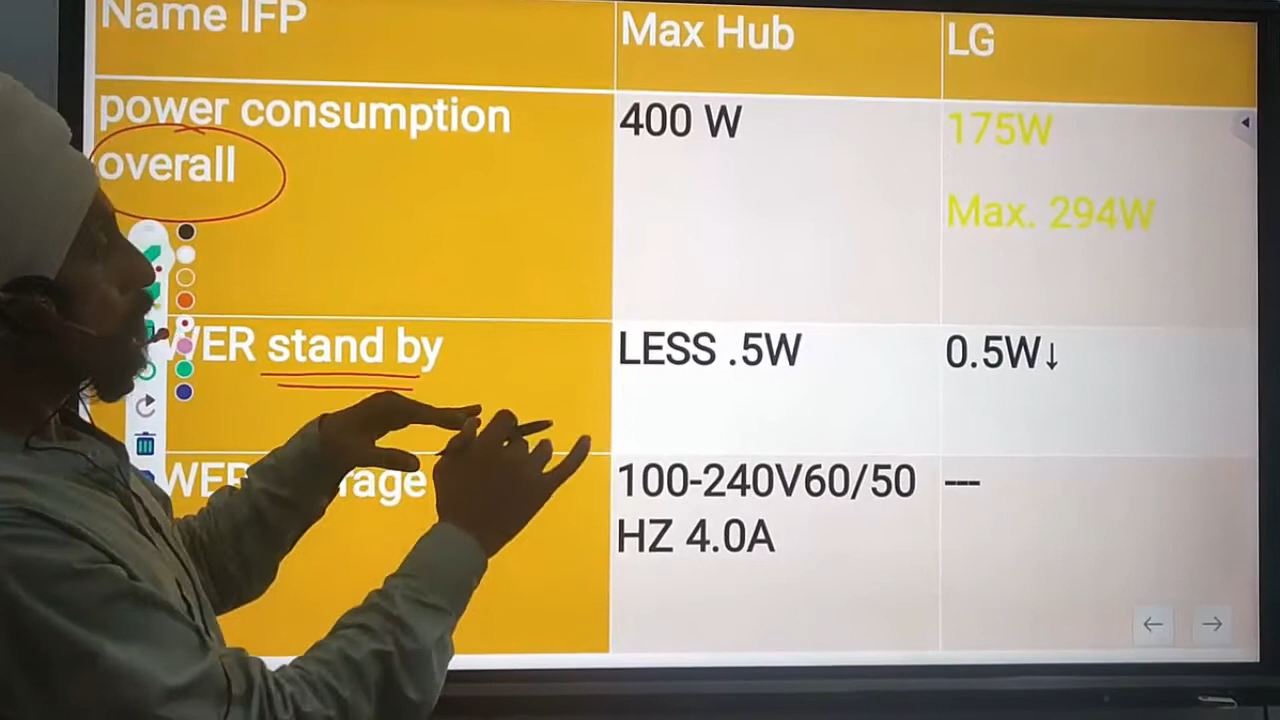 Name IFP
Max Hub
LG
power consumption
overall
400 W
175W
Max. 294W
stand by
LESS .5W
0.5W↓
100-240V60/50
HZ 4.0A
---